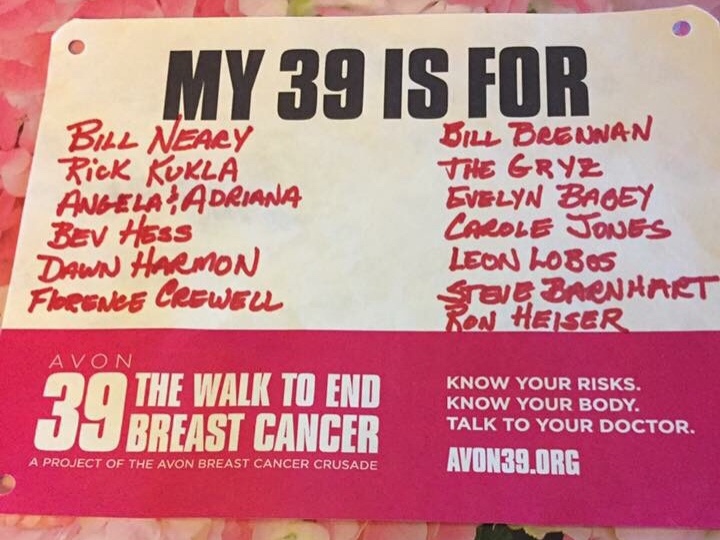 MY 39 IS FOR
BILL NEARY
RICK KUKLA
ANGELA & ADRIANA
BEV HESS
DAWN HARMON
FLORENCE CREWELL
BILL BRENNAN
THE GRYZ
EVELYN BAGEY
CAROLE JONES
LEON LOBOS
STEVE BARNHART
RON HEISER
AVON
39 THE WALK TO END
BREAST CANCER
A PROJECT OF THE AVON BREAST CANCER CRUSADE
KNOW YOUR RISKS.
KNOW YOUR BODY.
TALK TO YOUR DOCTOR.
AVON39.ORG